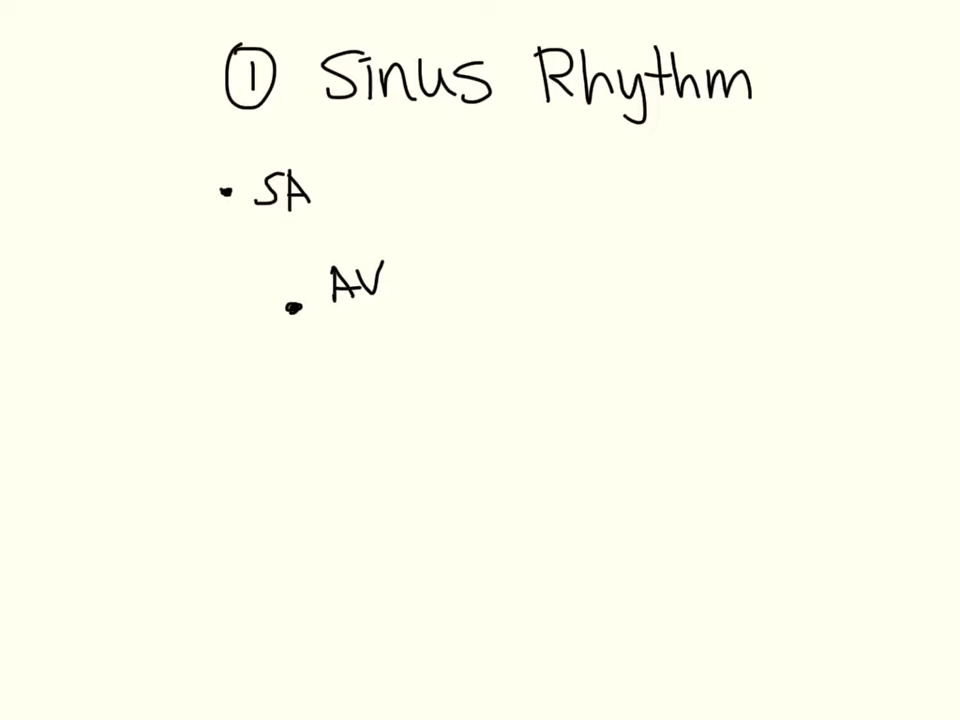 ① Sinus Rhythm
• SA
• AV